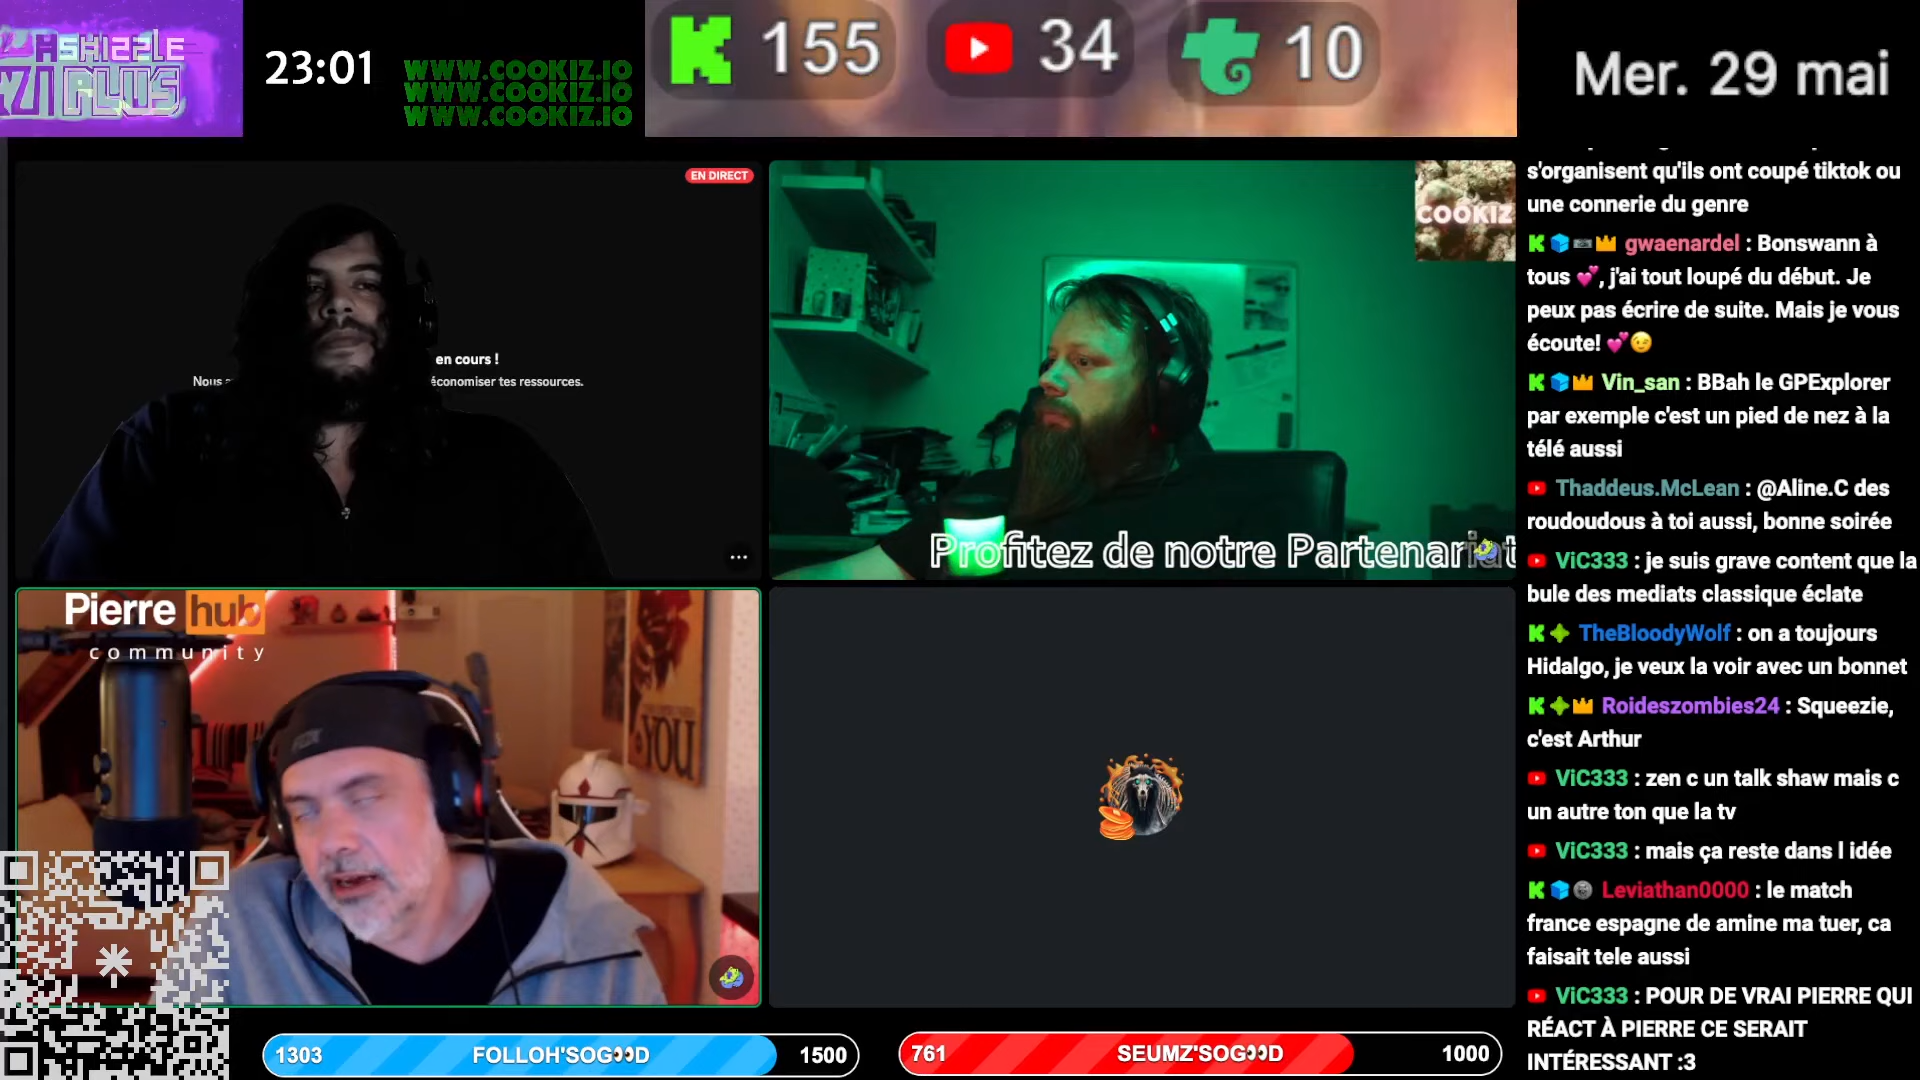 ASHIZZLE
PLUS
23:01
WWW.COOKIZ.IO
WWW.COOKIZ.IO
WWW.COOKIZ.IO
155
34
10
Mer. 29 mai
EN DIRECT
en cours !
Nous
économiser tes ressources.
COOKIZ
Profitez de notre Partenariat
Pierre hub
community
YOU
s'organisent qu'ils ont coupé tiktok ou
une connerie du genre
gwaenardel : Bonswann à
tous 💕, j'ai tout loupé du début. Je
peux pas écrire de suite. Mais je vous
écoute! 💕😉
Vin_san : BBah le GPExplorer
par exemple c'est un pied de nez à la
télé aussi
Thaddeus.McLean : @Aline.C des
roudoudous à toi aussi, bonne soirée
ViC333 : je suis grave content que la
bule des mediats classique éclate
TheBloodyWolf : on a toujours
Hidalgo, je veux la voir avec un bonnet
Roideszombies24 : Squeezie,
c'est Arthur
ViC333 : zen c un talk shaw mais c
un autre ton que la tv
ViC333 : mais ça reste dans l idée
Leviathan0000 : le match
france espagne de amine ma tuer, ca
faisait tele aussi
ViC333 : POUR DE VRAI PIERRE QUI
RÉACT À PIERRE CE SERAIT
INTÉRESSANT :3
1303 FOLLOH'SOG👀D 1500
761 SEUMZ'SOG👀D 1000